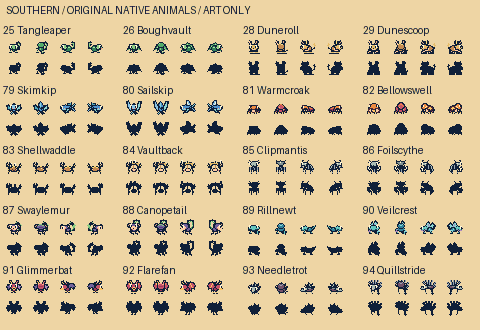 SOUTHERN / ORIGINAL NATIVE ANIMALS / ART ONLY
25 Tangleaper 26 Boughvault 28 Duneroll 29 Dunescoop
79 Skimkip 80 Sailskip 81 Warmcroak 82 Bellowswell
83 Shellwaddle 84 Vaultback 85 Clipmantis 86 Foilscythe
87 Swaylemur 88 Canopetail 89 Rillnewt 90 Veilcrest
91 Glimmerbat 92 Flarefan 93 Needletrot 94 Quillstride